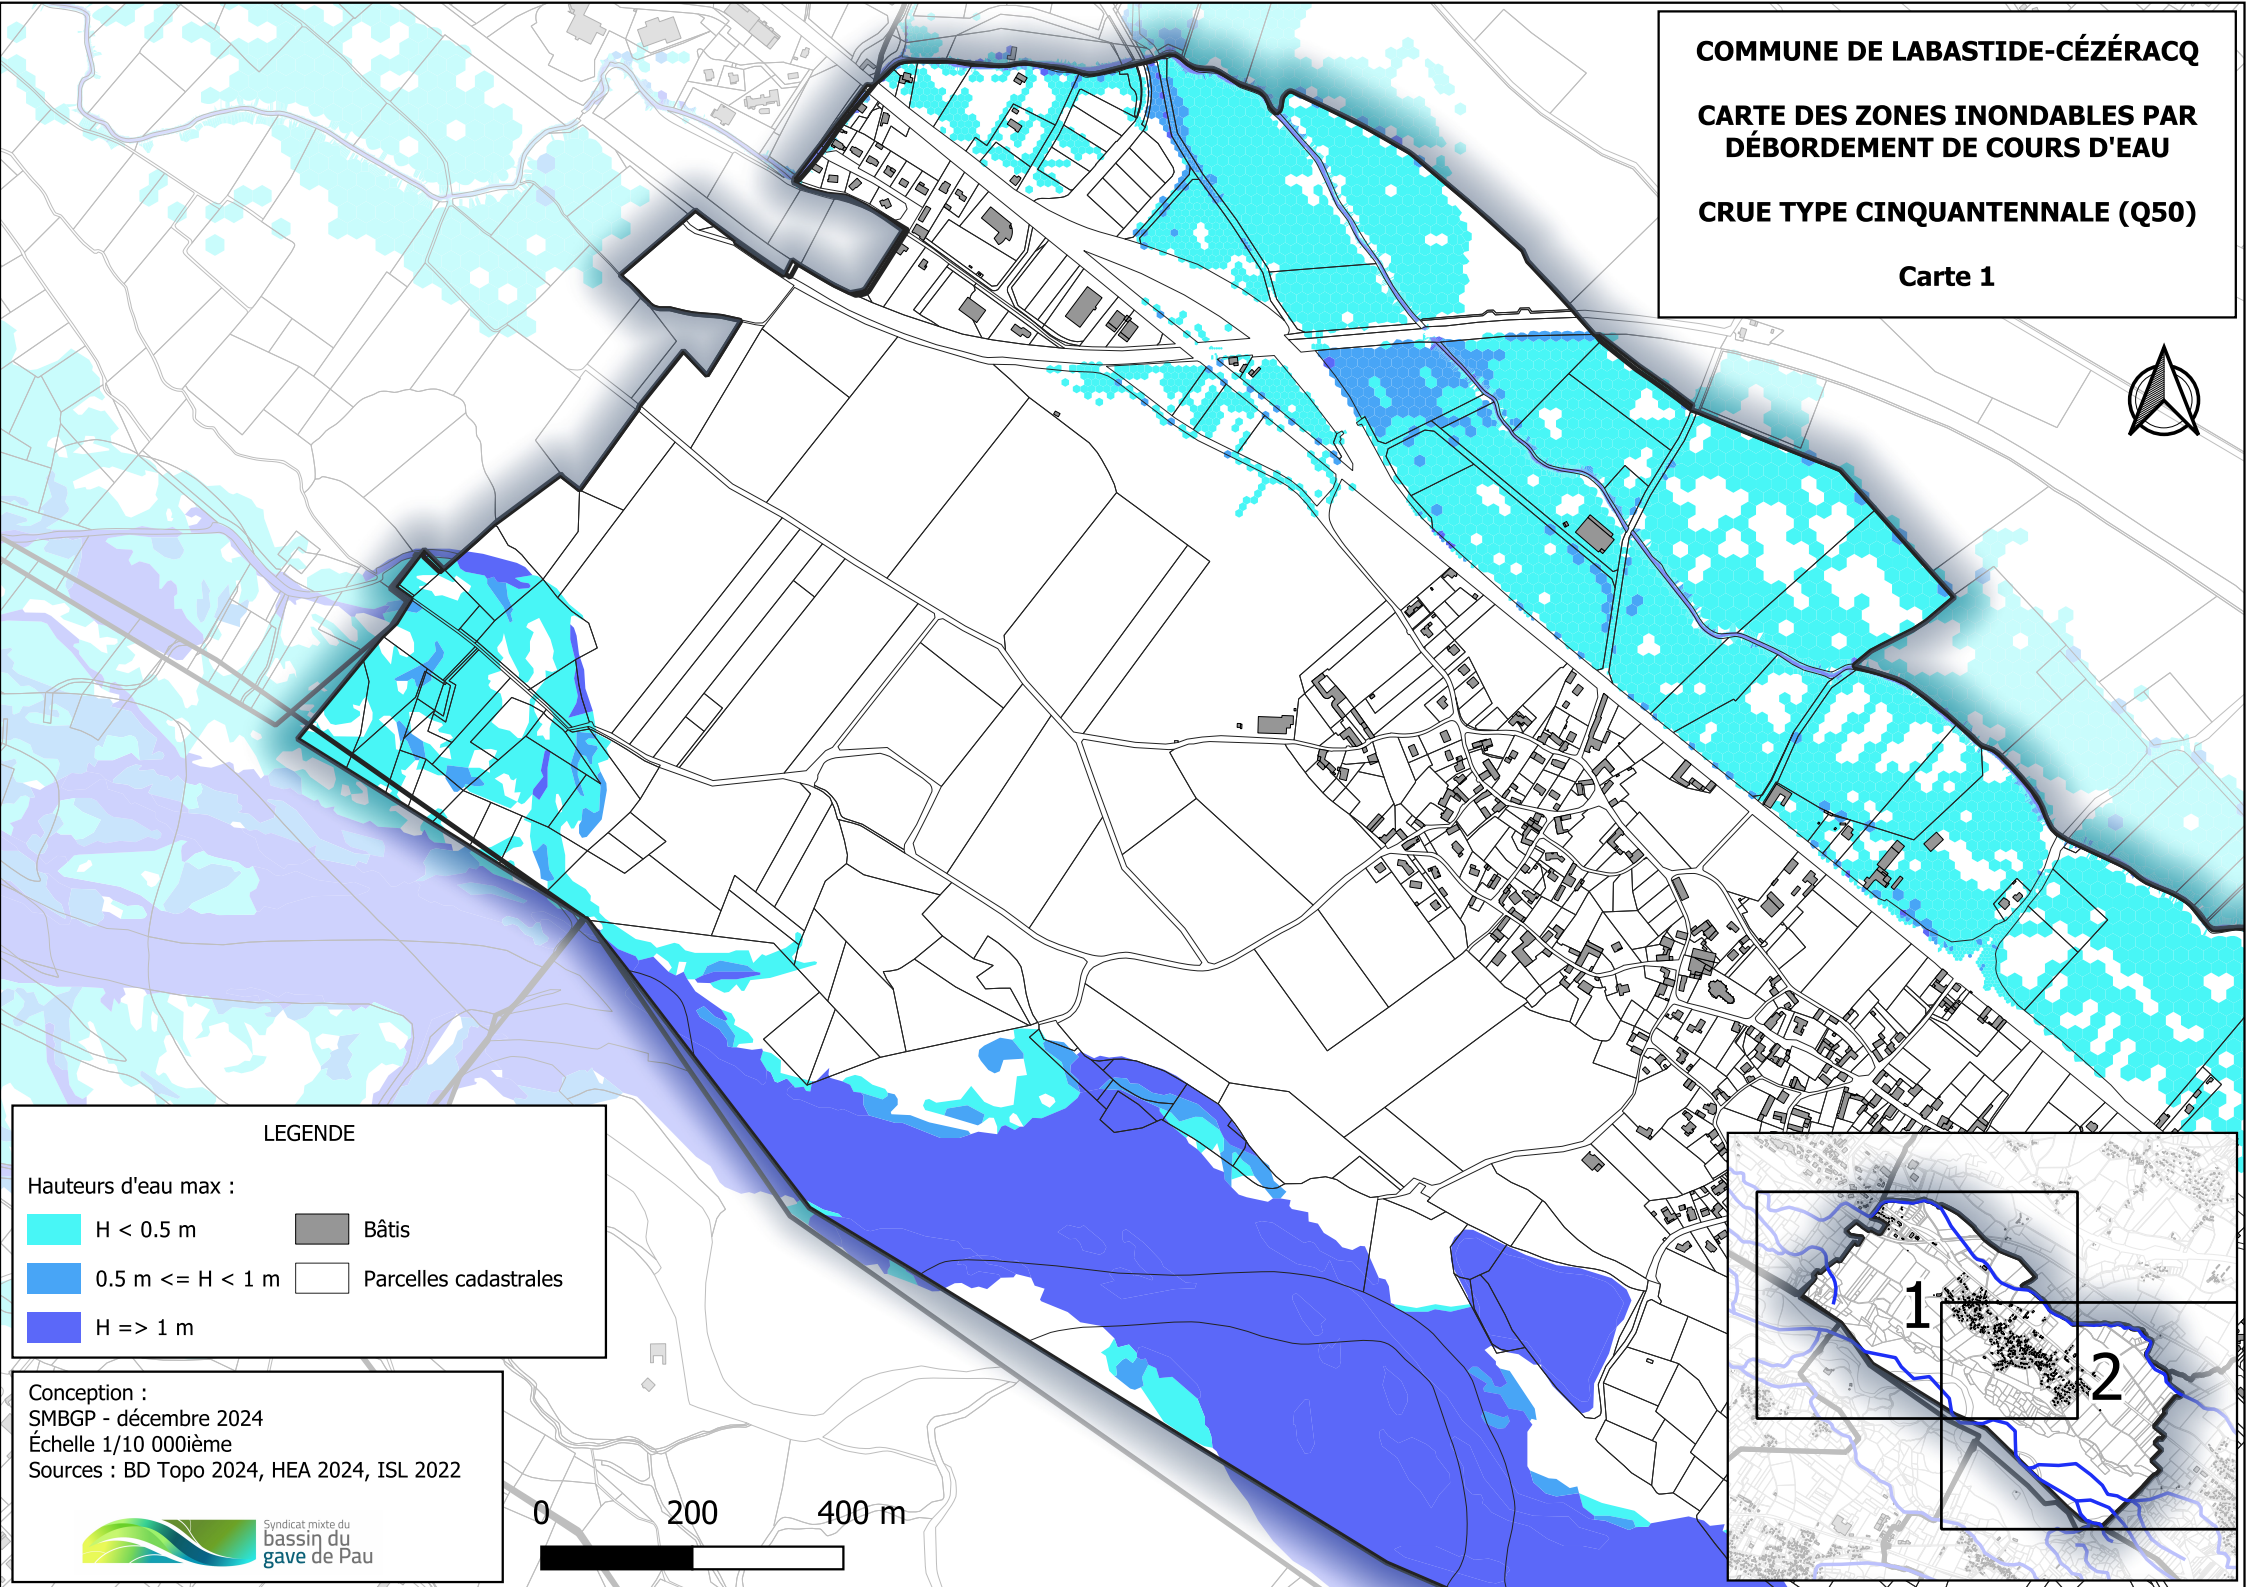 COMMUNE DE LABASTIDE-CÉZÉRACQ
CARTE DES ZONES INONDABLES PAR
DÉBORDEMENT DE COURS D'EAU
CRUE TYPE CINQUANTENNALE (Q50)
Carte 1
LEGENDE
Hauteurs d'eau max :
H < 0.5 m
Bâtis
0.5 m <= H < 1 m
Parcelles cadastrales
H => 1 m
Conception :
SMBGP - décembre 2024
Échelle 1/10 000ième
Sources : BD Topo 2024, HEA 2024, ISL 2022
Syndicat mixte du
bassin du
gave de Pau
0 200 400 m
1
2